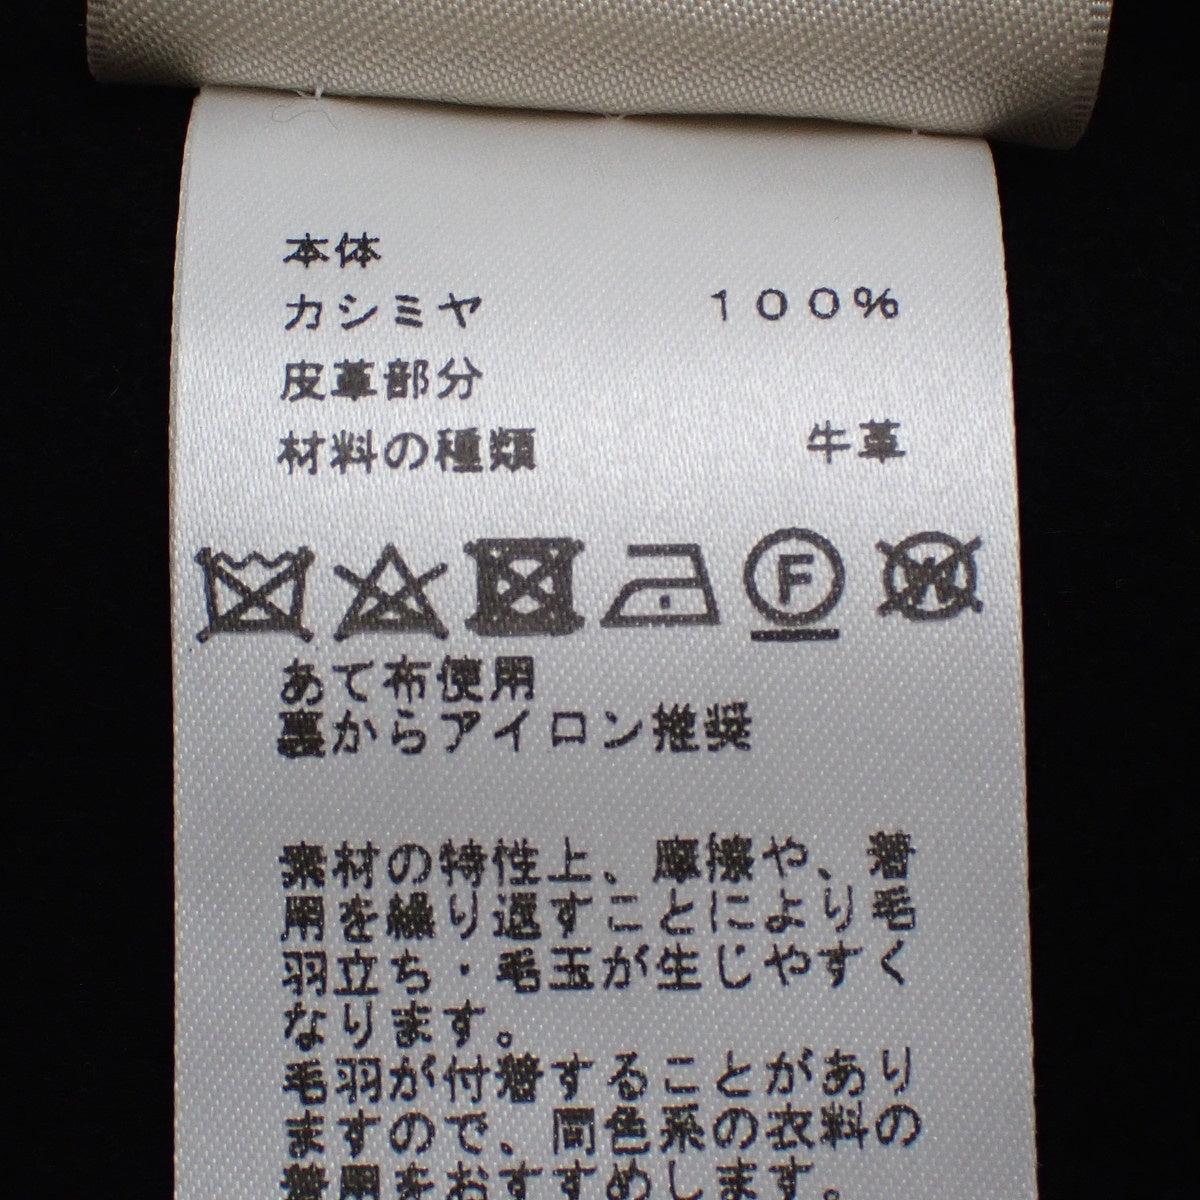 本体
カシミヤ 100%
皮革部分
材料の種類 牛革
F W
あて布使用
裏からアイロン推奨
素材の特性上、摩擦や、着
用を繰り返すことにより毛
羽立ち・毛玉が生じやすく
なります。
毛羽が付着することがあり
ますので、同色系の衣料の
着用をおすすめします。